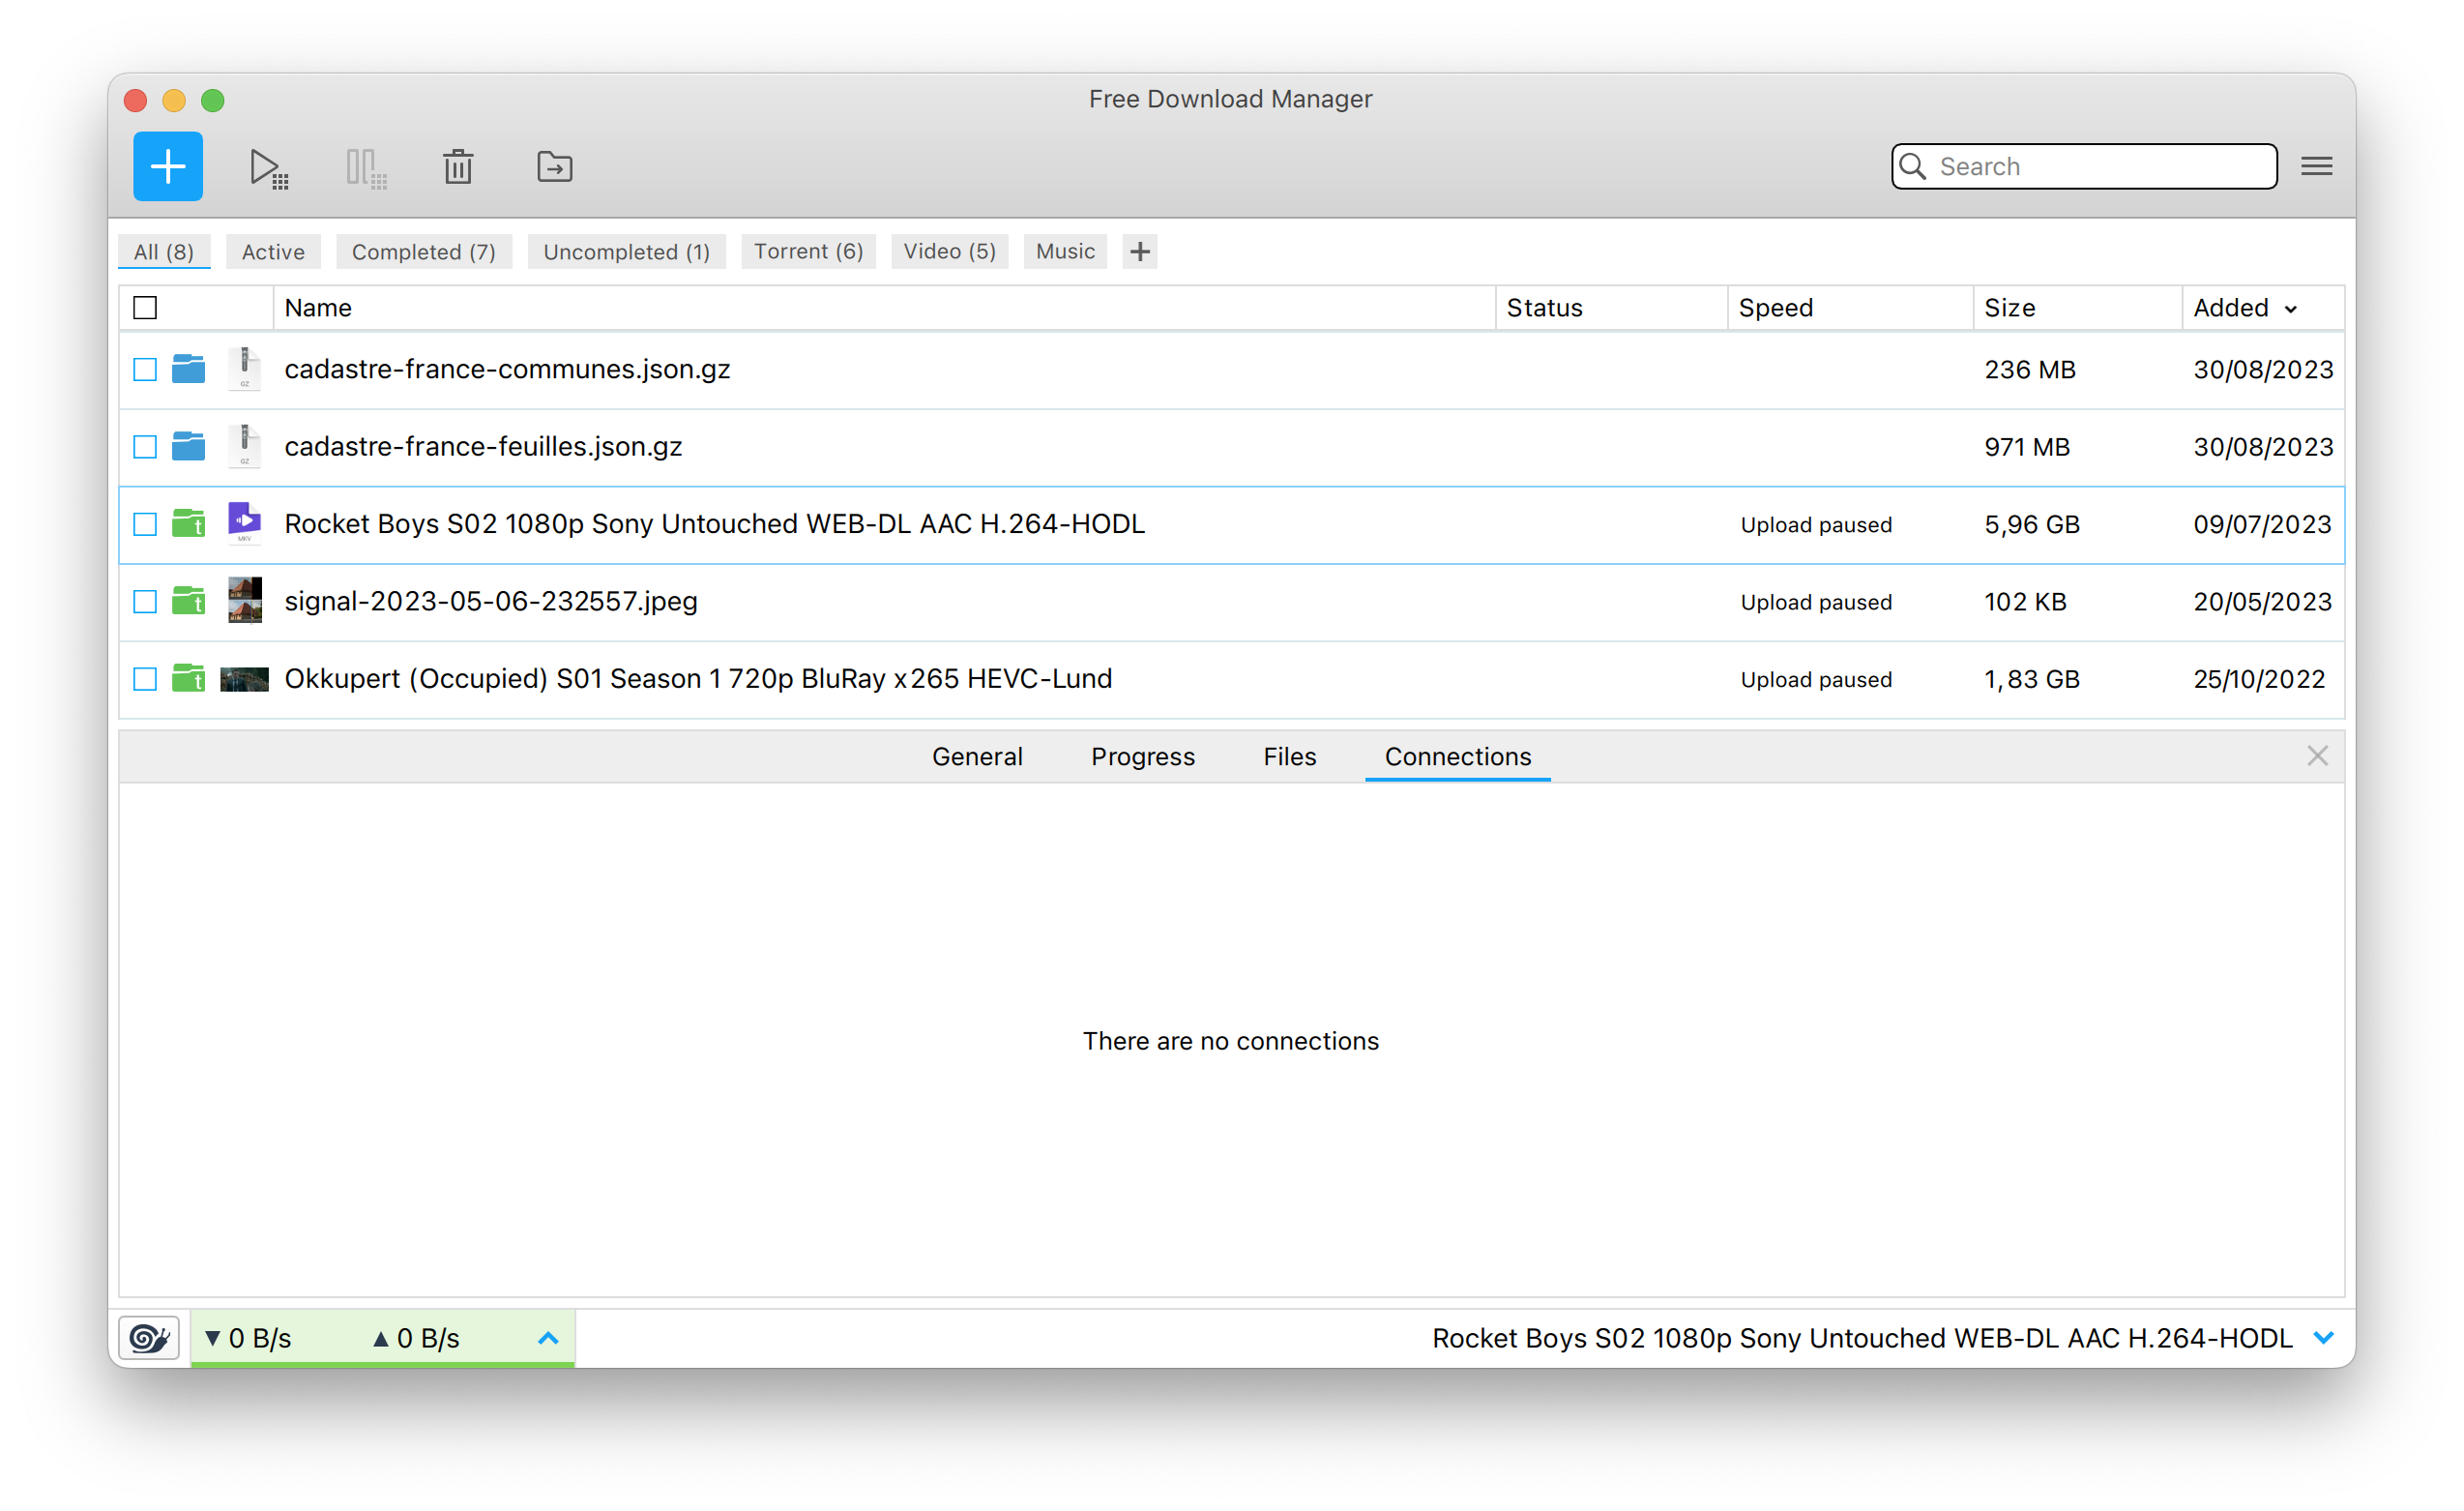 Free Download Manager
Search
All (8) Active Completed (7) Uncompleted (1) Torrent (6) Video (5) Music
Name Status Speed Size Added
GZ cadastre-france-communes.json.gz 236 MB 30/08/2023
GZ cadastre-france-feuilles.json.gz 971 MB 30/08/2023
t MKV Rocket Boys S02 1080p Sony Untouched WEB-DL AAC H.264-HODL Upload paused 5,96 GB 09/07/2023
t signal-2023-05-06-232557.jpeg Upload paused 102 KB 20/05/2023
t Okkupert (Occupied) S01 Season 1 720p BluRay x265 HEVC-Lund Upload paused 1,83 GB 25/10/2022
General Progress Files Connections
There are no connections
▼ 0 B/s ▲ 0 B/s Rocket Boys S02 1080p Sony Untouched WEB-DL AAC H.264-HODL